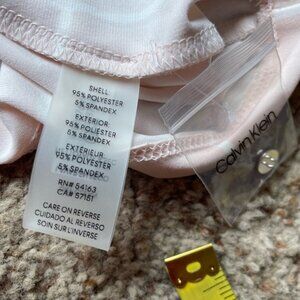 SHELL:
95% POLYESTER
5% SPANDEX
EXTERIOR:
95% POLIÉSTER
5% SPANDEX
EXTÉRIEUR:
95% POLYESTER
5% SPANDEX
RN# 54163
CA# 57151
CARE ON REVERSE
CUIDADO AL REVERSO
SOIN SUR L'INVERSE
Calvin Klein